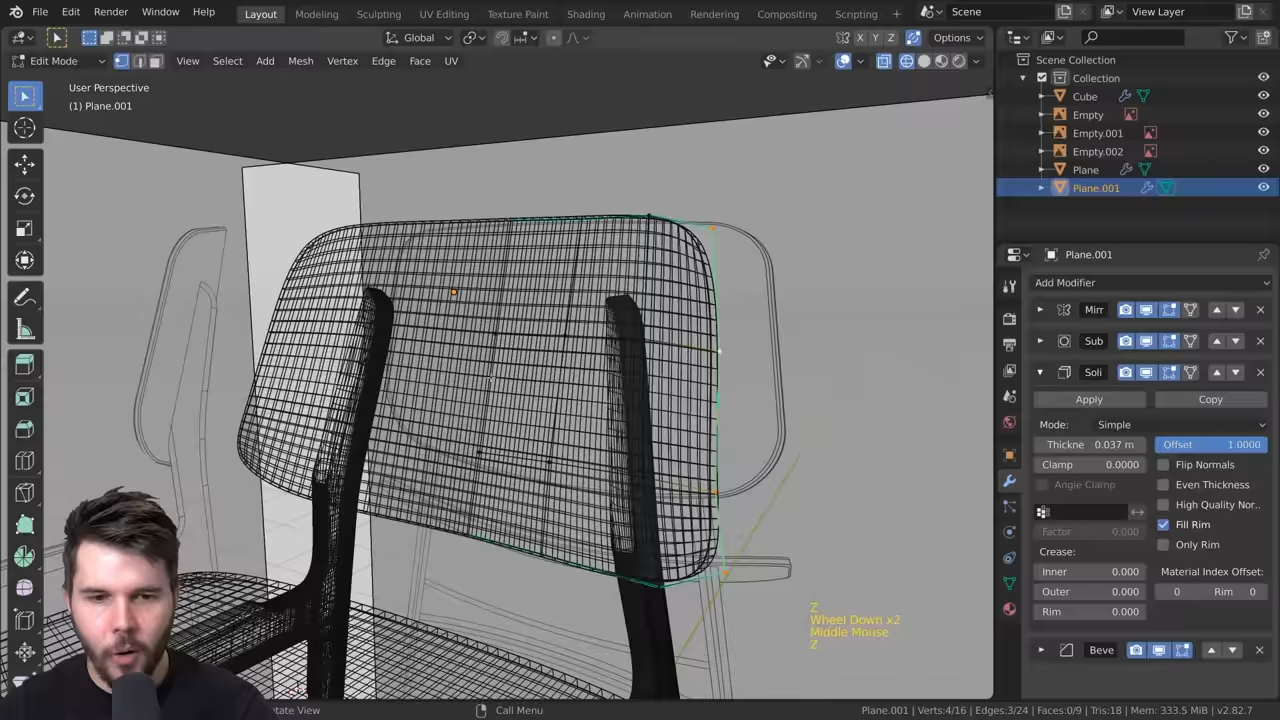 File Edit Render Window Help
Layout Modeling Sculpting UV Editing Texture Paint Shading Animation Rendering Compositing Scripting +
Scene
View Layer
Global
X Y Z
Options
Edit Mode
View Select Add Mesh Vertex Edge Face UV
User Perspective
(1) Plane.001
Scene Collection
Collection
Cube
Empty
Empty.001
Empty.002
Plane
Plane.001
Plane.001
Add Modifier
Mirr
Sub
Soli
Apply Copy
Mode: Simple
Thickne 0.037 m Offset 1.0000
Clamp 0.0000 Flip Normals
Angle Clamp Even Thickness
High Quality Nor..
Factor 0.000 Fill Rim
Crease: Only Rim
Inner 0.000 Material Index Offset:
Outer 0.000 0 Rim 0
Rim 0.000
Beve
Z
Wheel Down x2
Middle Mouse
Z
tate View Call Menu
(1) Plane.001 | Verts:4/16 | Edges:3/24 | Faces:0/9 | Tris:18 | Mem: 333.5 MiB | v2.82.7